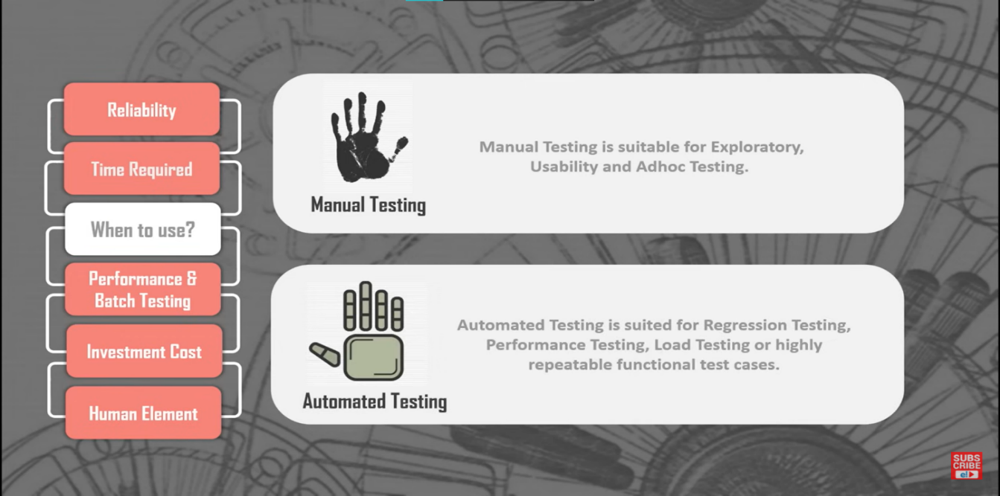 Reliability
Time Required
When to use?
Performance &
Batch Testing
Investment Cost
Human Element
Manual Testing is suitable for Exploratory,
Usability and Adhoc Testing.
Manual Testing
Automated Testing is suited for Regression Testing,
Performance Testing, Load Testing or highly
repeatable functional test cases.
Automated Testing
SUBS
CRIBE
e!